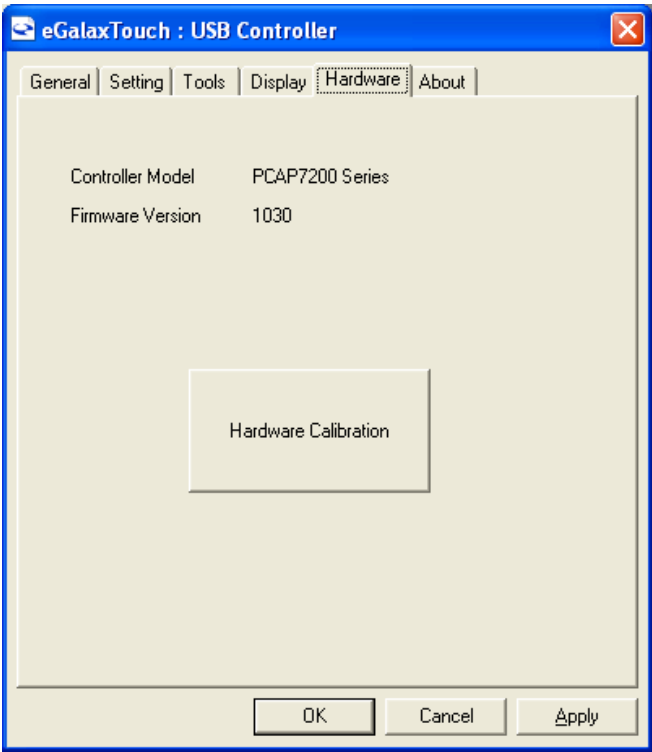 eGalaxTouch : USB Controller
General Setting Tools Display Hardware About
Controller Model PCAP7200 Series
Firmware Version 1030
Hardware Calibration
OK Cancel Apply